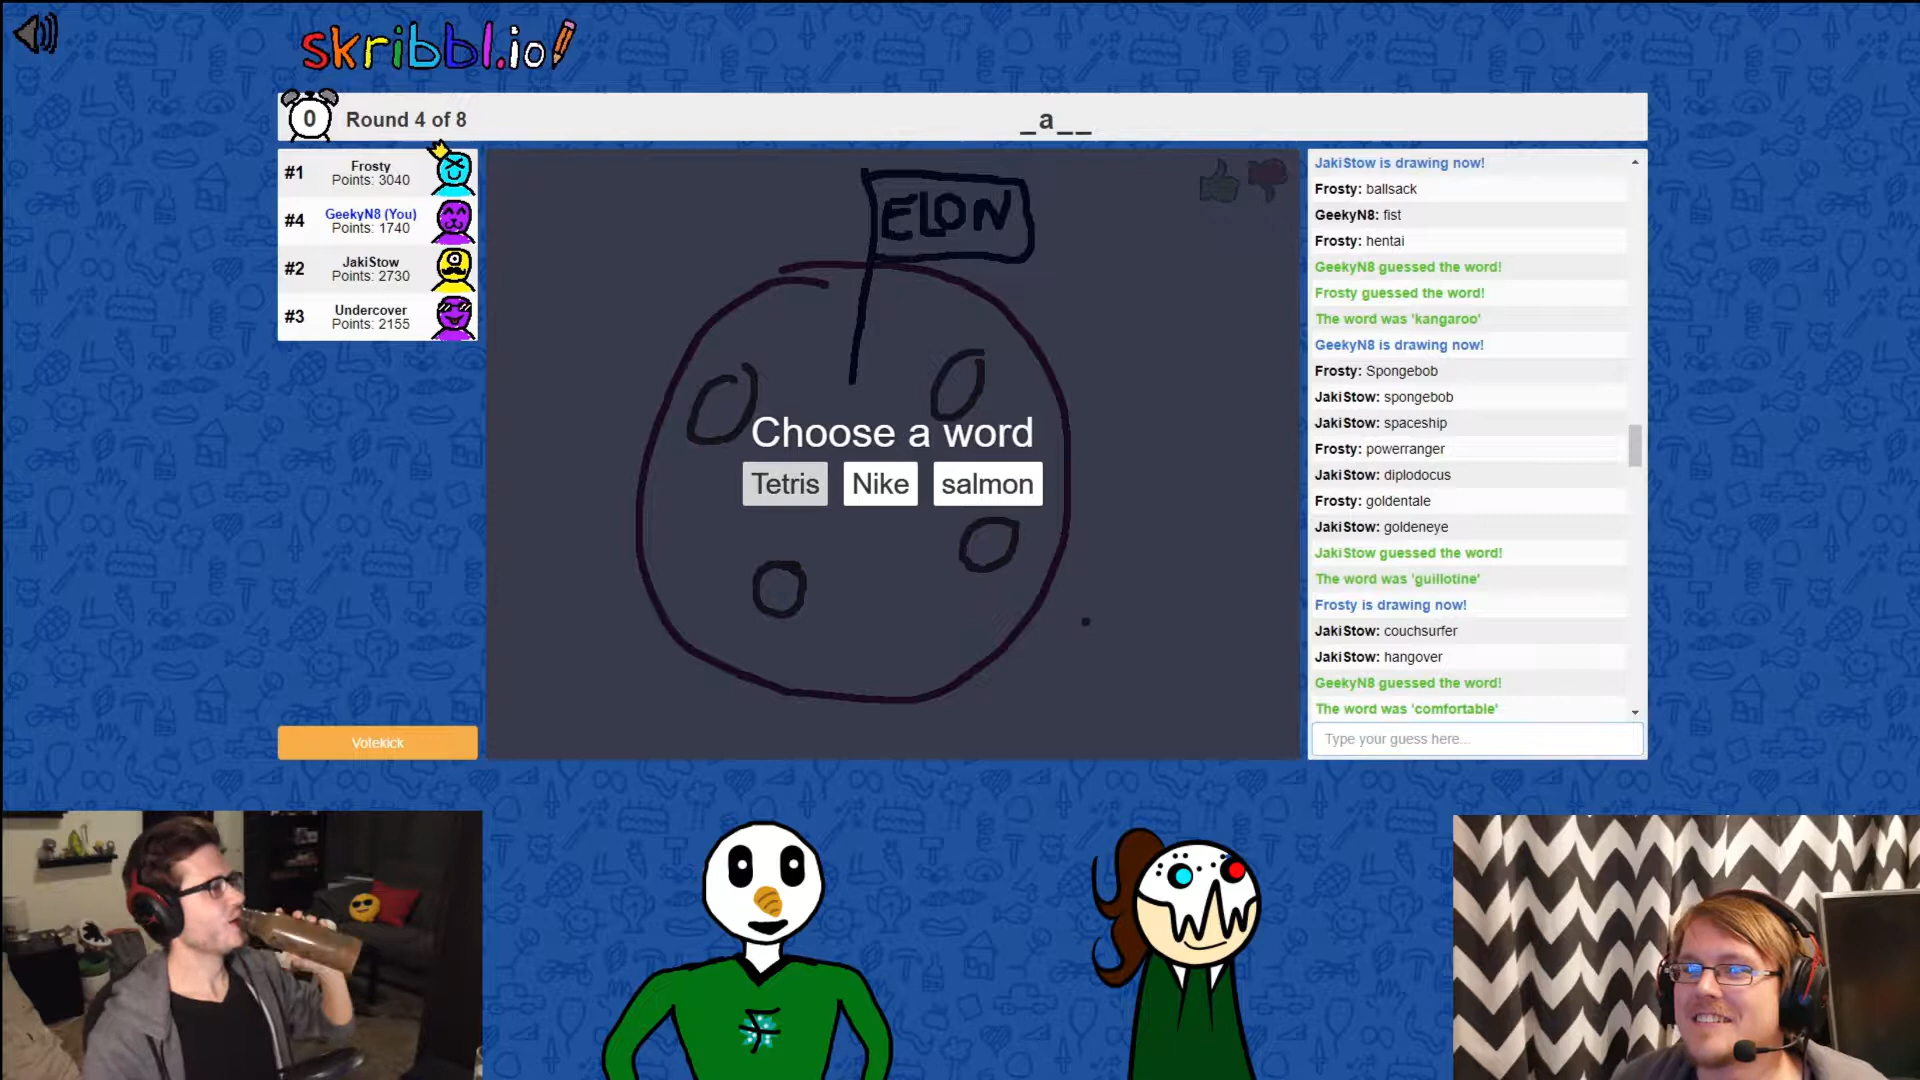 skribbl.io!
0
Round 4 of 8
_a__
#1
Frosty
Points: 3040
#4
GeekyN8 (You)
Points: 1740
#2
JakiStow
Points: 2730
#3
Undercover
Points: 2155
Votekick
ELON
Choose a word
Tetris
Nike
salmon
JakiStow is drawing now!
Frosty: ballsack
GeekyN8: fist
Frosty: hentai
GeekyN8 guessed the word!
Frosty guessed the word!
The word was 'kangaroo'
GeekyN8 is drawing now!
Frosty: Spongebob
JakiStow: spongebob
JakiStow: spaceship
Frosty: powerranger
JakiStow: diplodocus
Frosty: goldentale
JakiStow: goldeneye
JakiStow guessed the word!
The word was 'guillotine'
Frosty is drawing now!
JakiStow: couchsurfer
JakiStow: hangover
GeekyN8 guessed the word!
The word was 'comfortable'
Type your guess here...